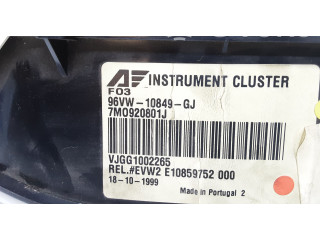 AF INSTRUMENT CLUSTER
F03
96VW-10849-GJ
7M0920801J
VJGG1002265
REL.#EVW2 E10859752 000
18-10-1999
Made in Portugal 2